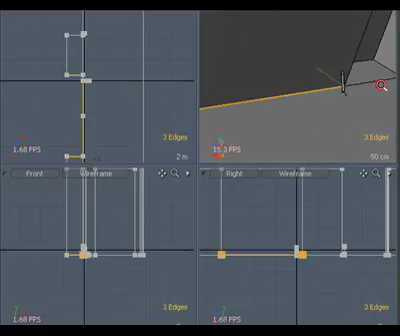 3 Edges
1.68 FPS
2 m
3 Edges
15.3 FPS
50 cm
Front Wireframe
Right Wireframe
3 Edges
1.68 FPS
3 Edges
1.68 FPS